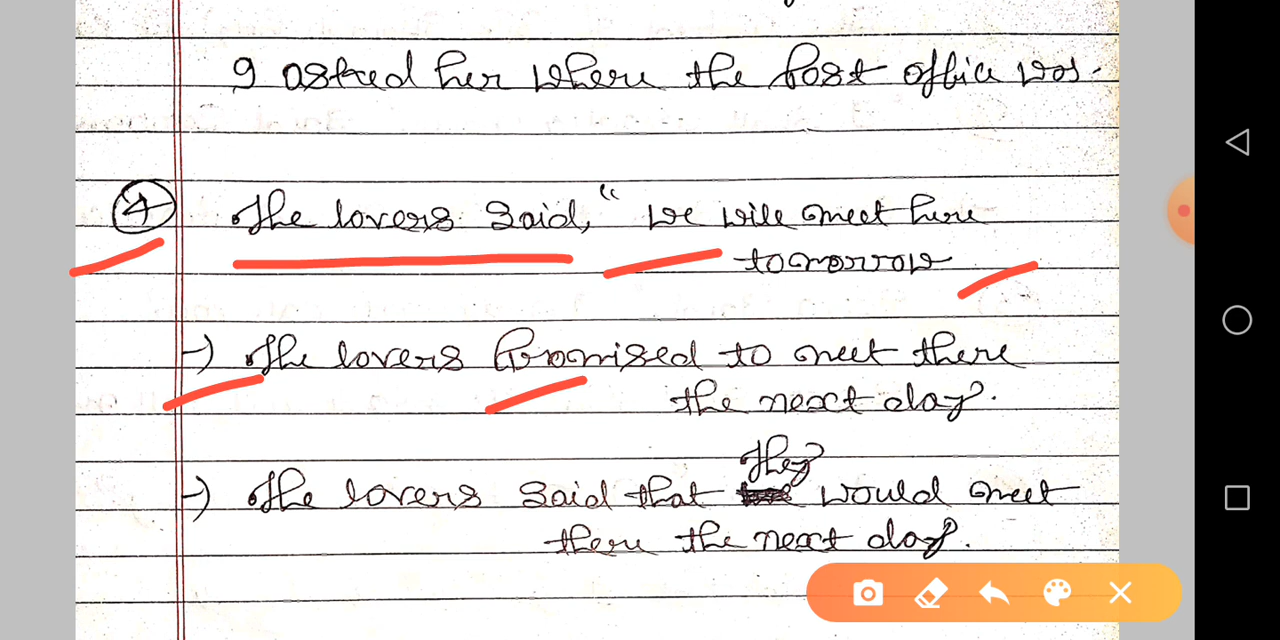 I asked her where the post office was.
4 The lovers said, " we will meet here
tomorrow
→) The lovers Promised to meet there
the next day.
They
→) The lovers said that would meet
there the next day.